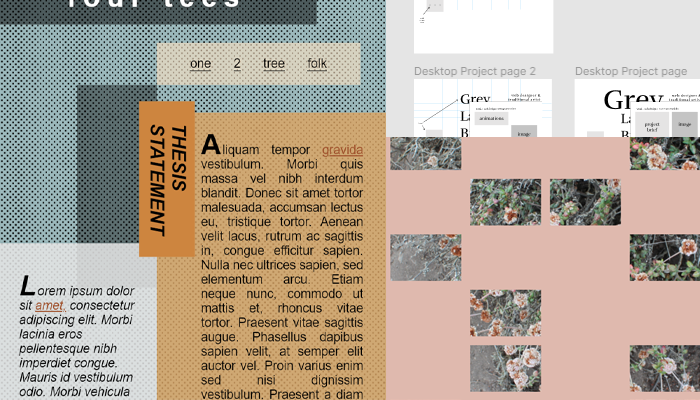 four tees
one 2 tree folk
THESIS
STATEMENT
Aliquam tempor gravida
vestibulum. Morbi quis
massa vel nibh interdum
blandit. Donec sit amet tortor
malesuada, accumsan lectus
eu, tristique tortor. Aenean
velit lacus, rutrum ac sagittis
in, congue efficitur sapien.
Nulla nec ultrices sapien, sed
elementum arcu. Etiam
neque nunc, commodo ut
mattis et, rhoncus vitae
tortor. Praesent vitae sagittis
augue. Phasellus dapibus
sapien velit, at semper elit
auctor vel. Proin varius enim
sed nisi dignissim
vestibulum. Praesent a diam
Lorem ipsum dolor
sit amet, consectetur
adipiscing elit. Morbi
lacinia eros
pellentesque nibh
imperdiet congue.
Mauris id vestibulum
odio. Morbi vehicula
Desktop Project page 2
Grey
web designer &
animations
image
Desktop Project page
Grey
web designer &
project
brief
image